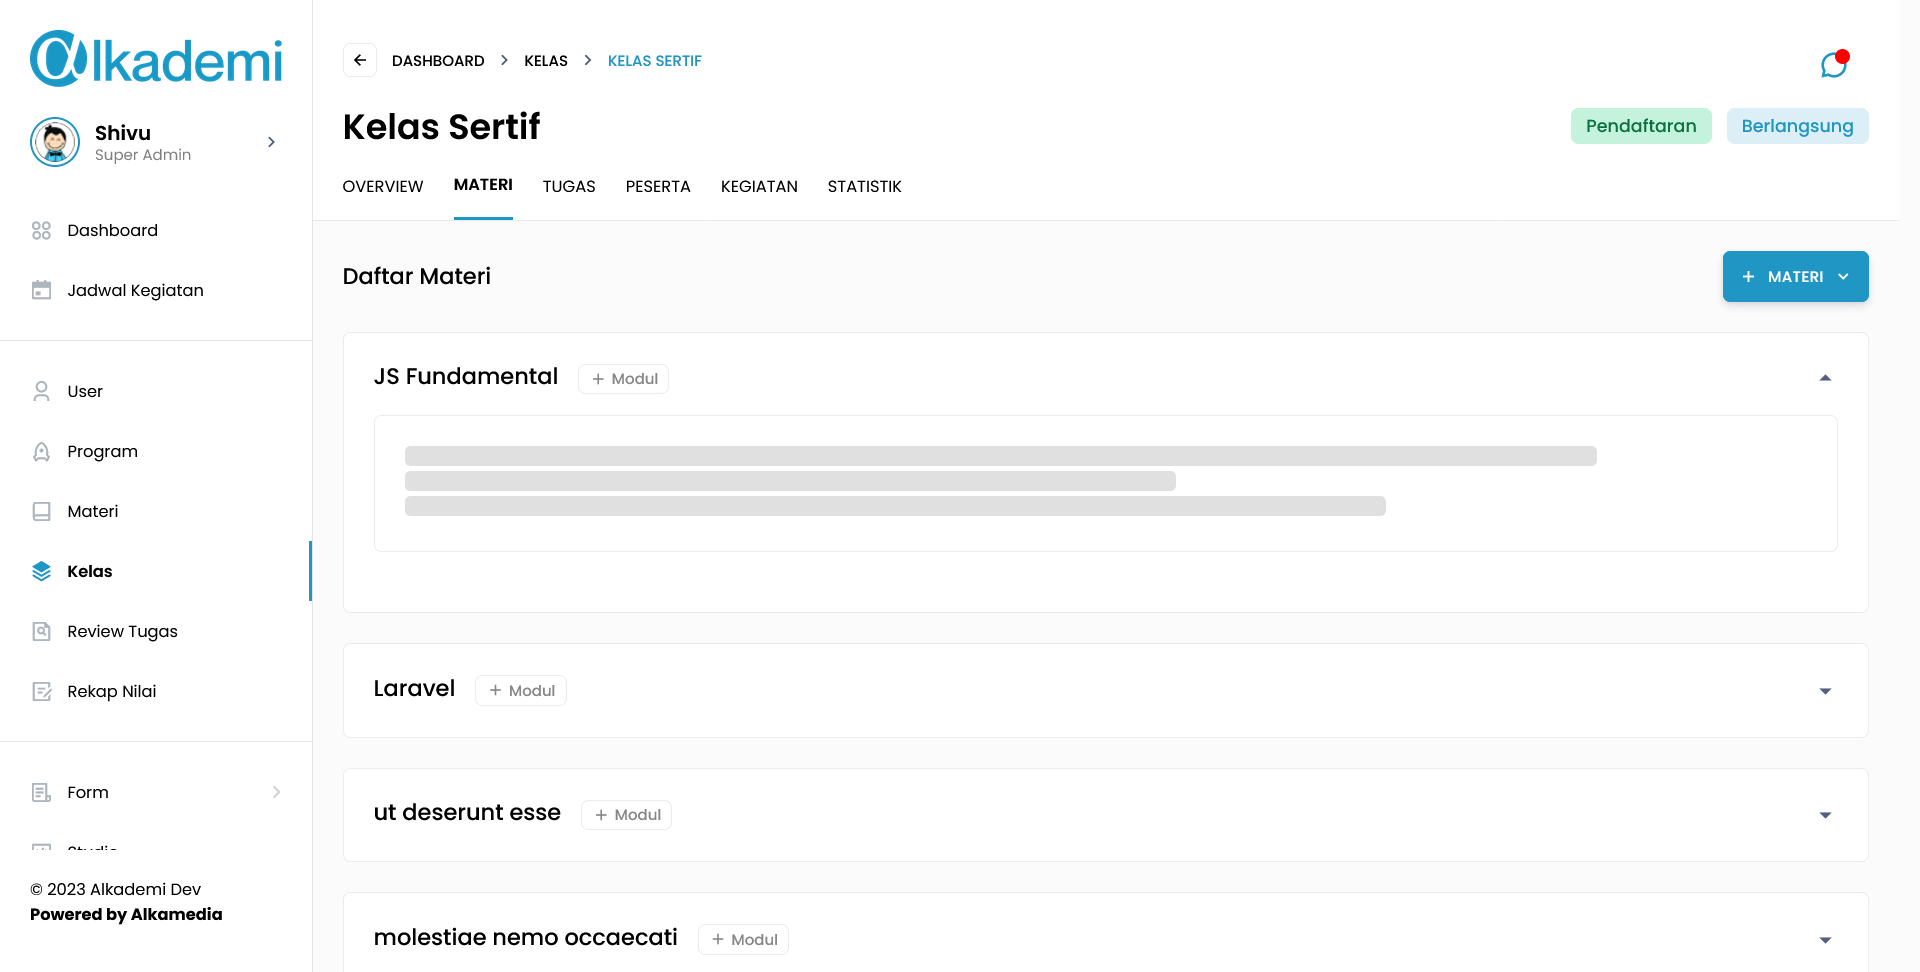 Alkademi
Shivu
Super Admin
Dashboard
Jadwal Kegiatan
User
Program
Materi
Kelas
Review Tugas
Rekap Nilai
Form
Studio
© 2023 Alkademi Dev
Powered by Alkamedia
DASHBOARD > KELAS > KELAS SERTIF
Kelas Sertif
Pendaftaran Berlangsung
OVERVIEW MATERI TUGAS PESERTA KEGIATAN STATISTIK
Daftar Materi
+ MATERI
JS Fundamental + Modul
Laravel + Modul
ut deserunt esse + Modul
molestiae nemo occaecati + Modul